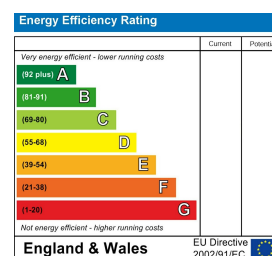 Energy Efficiency Rating
Current Potenti
Very energy efficient - lower running costs
(92 plus) A
(81-91) B
(69-80) C
(55-68) D
(39-54) E
(21-38) F
(1-20) G
Not energy efficient - higher running costs
England & Wales
EU Directive
2002/91/EC